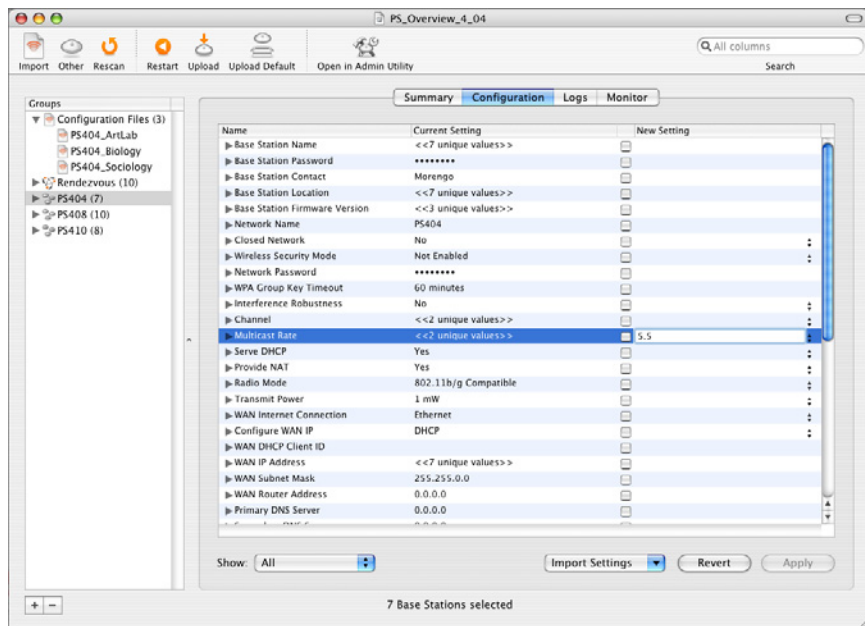 PS_Overview_4_04
Import Other Rescan Restart Upload Upload Default Open in Admin Utility
All columns
Search
Summary Configuration Logs Monitor
Groups
Configuration Files (3)
PS404_ArtLab
PS404_Biology
PS404_Sociology
Rendezvous (10)
PS404 (7)
PS408 (10)
PS410 (8)
Name Current Setting New Setting
Base Station Name <<7 unique values>>
Base Station Password ••••••••
Base Station Contact Morengo
Base Station Location <<7 unique values>>
Base Station Firmware Version <<3 unique values>>
Network Name PS404
Closed Network No
Wireless Security Mode Not Enabled
Network Password ••••••••
WPA Group Key Timeout 60 minutes
Interference Robustness No
Channel <<2 unique values>>
Multicast Rate <<2 unique values>> 5.5
Serve DHCP Yes
Provide NAT Yes
Radio Mode 802.11b/g Compatible
Transmit Power 1 mW
WAN Internet Connection Ethernet
Configure WAN IP DHCP
WAN DHCP Client ID
WAN IP Address <<7 unique values>>
WAN Subnet Mask 255.255.0.0
WAN Router Address 0.0.0.0
Primary DNS Server 0.0.0.0
Show: All Import Settings Revert Apply
7 Base Stations selected